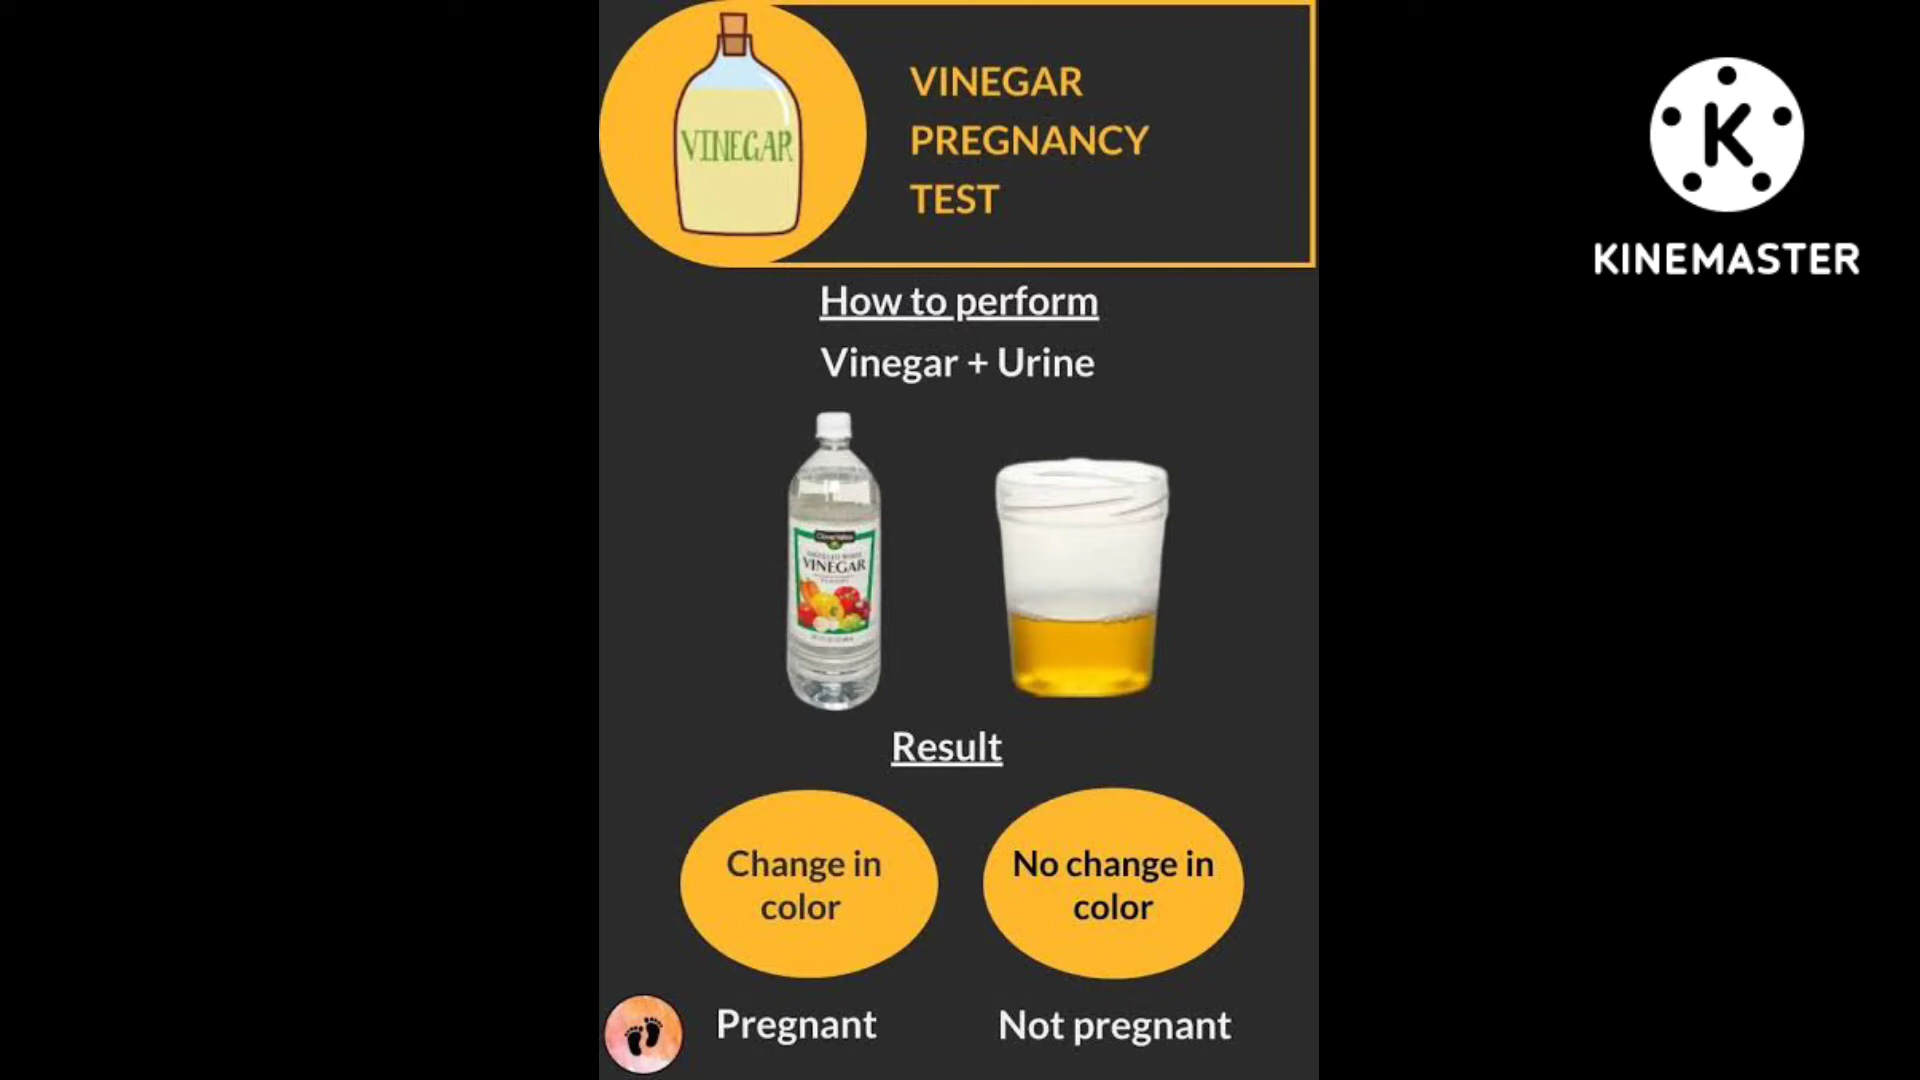 VINEGAR
VINEGAR
PREGNANCY
TEST
KINEMASTER
How to perform
Vinegar + Urine
VINEGAR
Result
Change in
color
No change in
color
Pregnant
Not pregnant